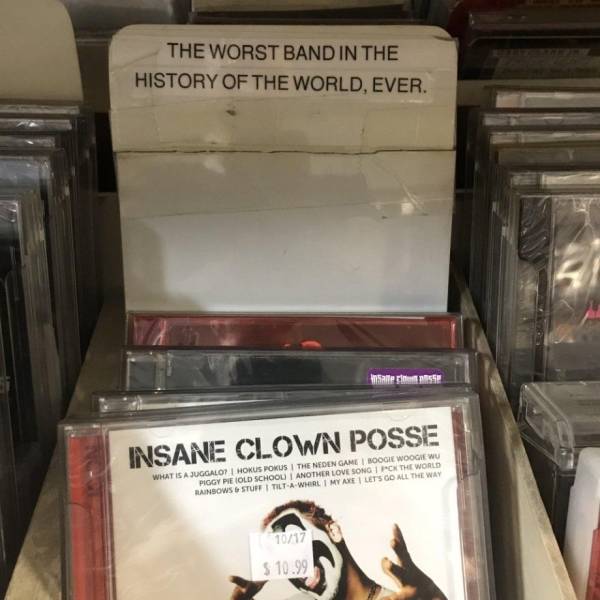 THE WORST BAND IN THE
HISTORY OF THE WORLD, EVER.
insane clown posse
INSANE CLOWN POSSE
WHAT IS A JUGGALO? | HOKUS POKUS | THE NEDEN GAME | BOOGIE WOOGIE WU
PIGGY PIE (OLD SCHOOL) | ANOTHER LOVE SONG | F*CK THE WORLD
RAINBOWS & STUFF | TILT-A-WHIRL | MY AXE | LET'S GO ALL THE WAY
10/17
$ 10.99